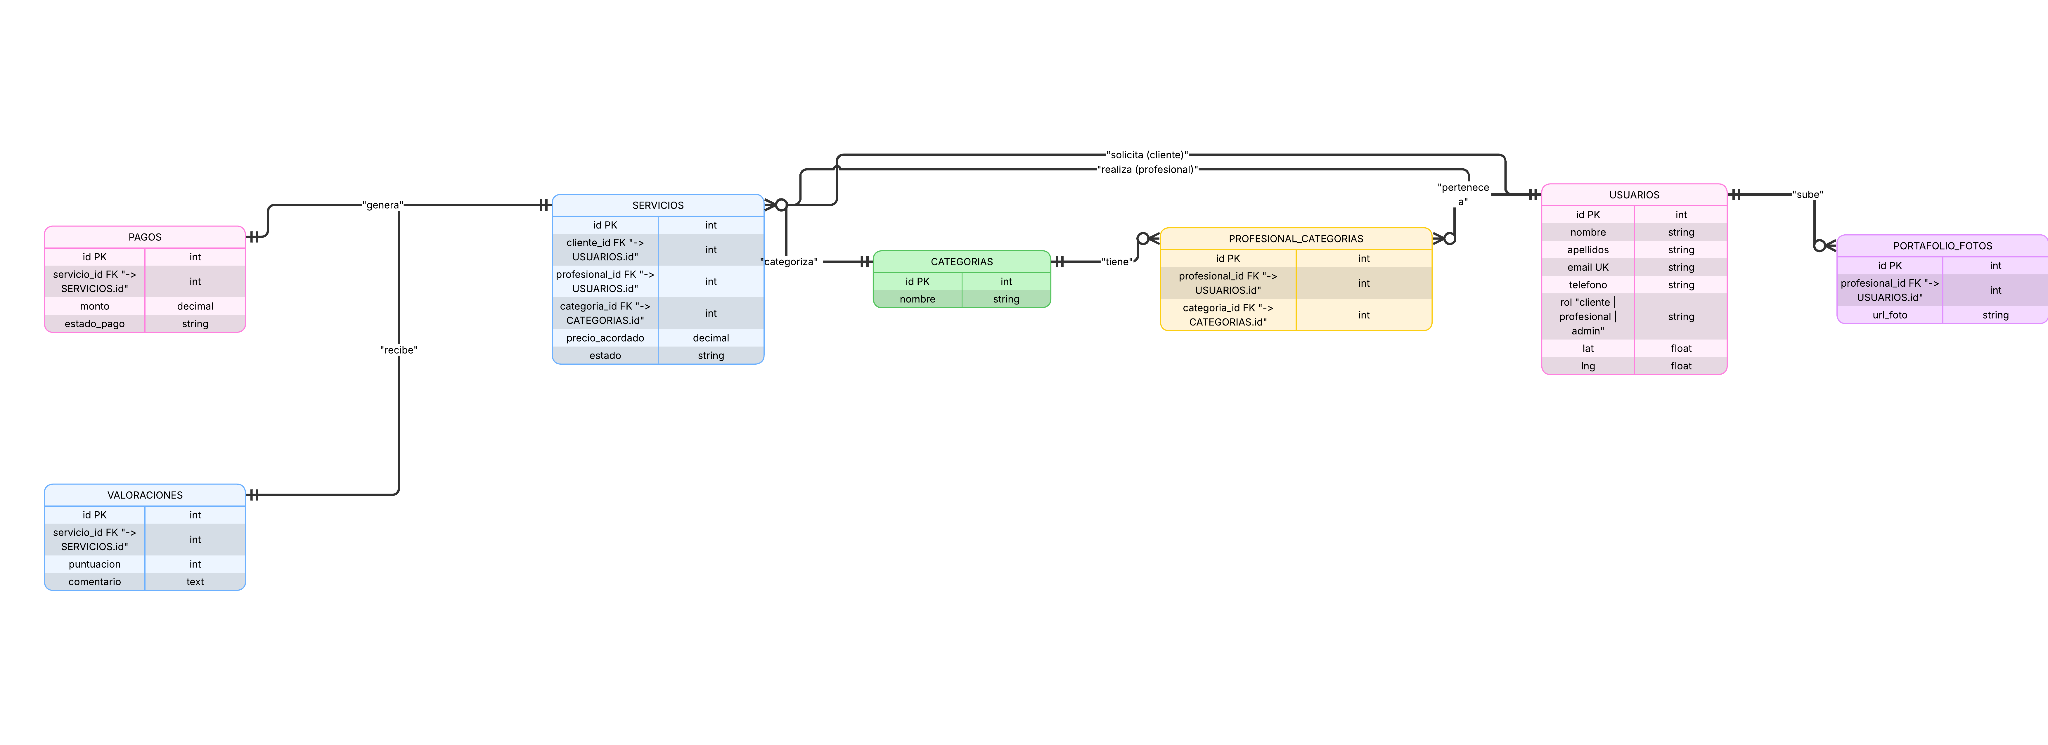 "solicita (cliente)"
"realiza (profesional)"
"pertenece
a"
"sube"
"genera"
"categoriza"
"tiene"
"recibe"
PAGOS
id PK int
servicio_id FK "->
SERVICIOS.id" int
monto decimal
estado_pago string
SERVICIOS
id PK int
cliente_id FK "->
USUARIOS.id" int
profesional_id FK "->
USUARIOS.id" int
categoria_id FK "->
CATEGORIAS.id" int
precio_acordado decimal
estado string
CATEGORIAS
id PK int
nombre string
PROFESIONAL_CATEGORIAS
id PK int
profesional_id FK "->
USUARIOS.id" int
categoria_id FK "->
CATEGORIAS.id" int
USUARIOS
id PK int
nombre string
apellidos string
email UK string
telefono string
rol "cliente |
profesional | string
admin"
lat float
lng float
PORTAFOLIO_FOTOS
id PK int
profesional_id FK "->
USUARIOS.id" int
url_foto string
VALORACIONES
id PK int
servicio_id FK "->
SERVICIOS.id" int
puntuacion int
comentario text